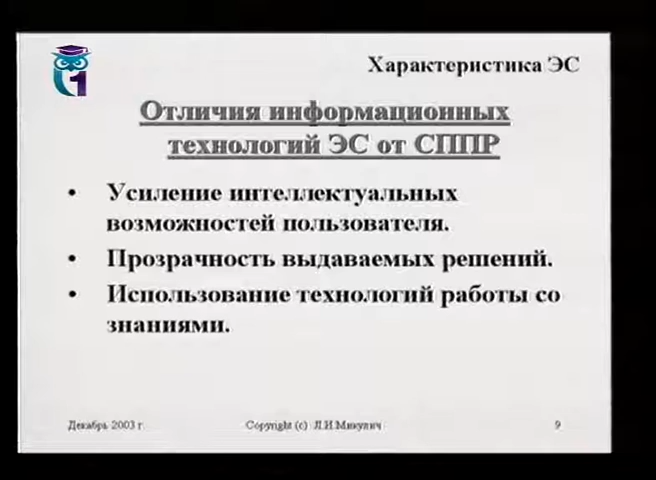 Характеристика ЭС
1
Отличия информационных
технологий ЭС от СППР
• Усиление интеллектуальных
возможностей пользователя.
• Прозрачность выдаваемых решений.
• Использование технологий работы со
знаниями.
Декабрь 2003 г
Copyright (c) Л.И.Микулич
9